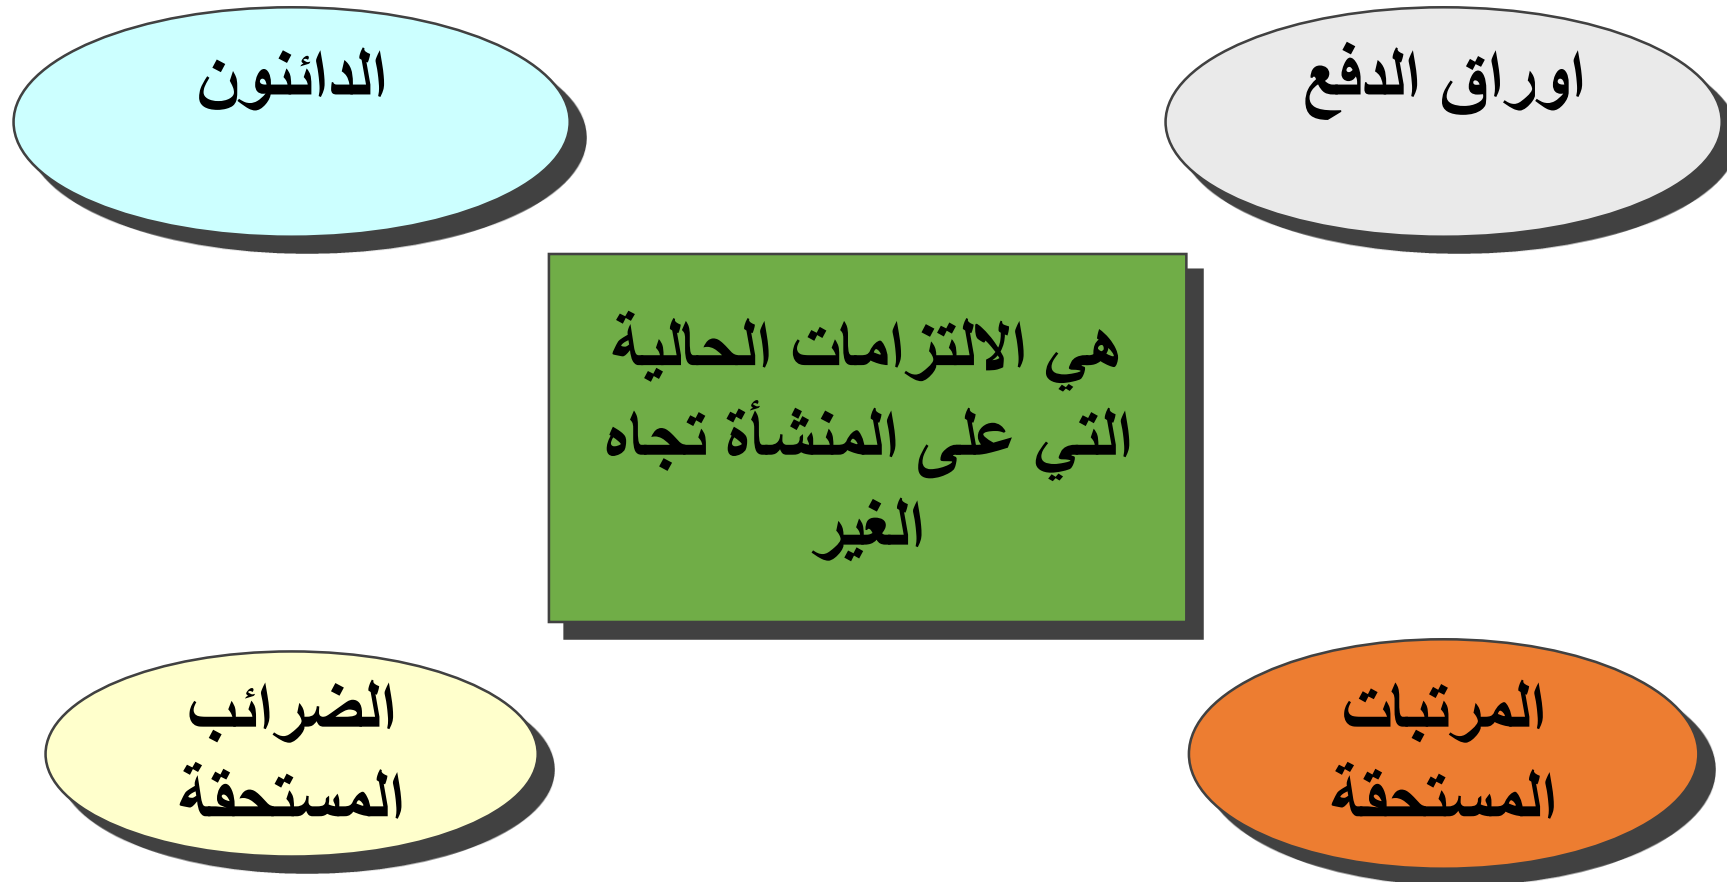 اوراق الدفع
الدائنون
هي الالتزامات الحالية
التي على المنشأة تجاه
الغير
المرتبات
المستحقة
الضرائب
المستحقة